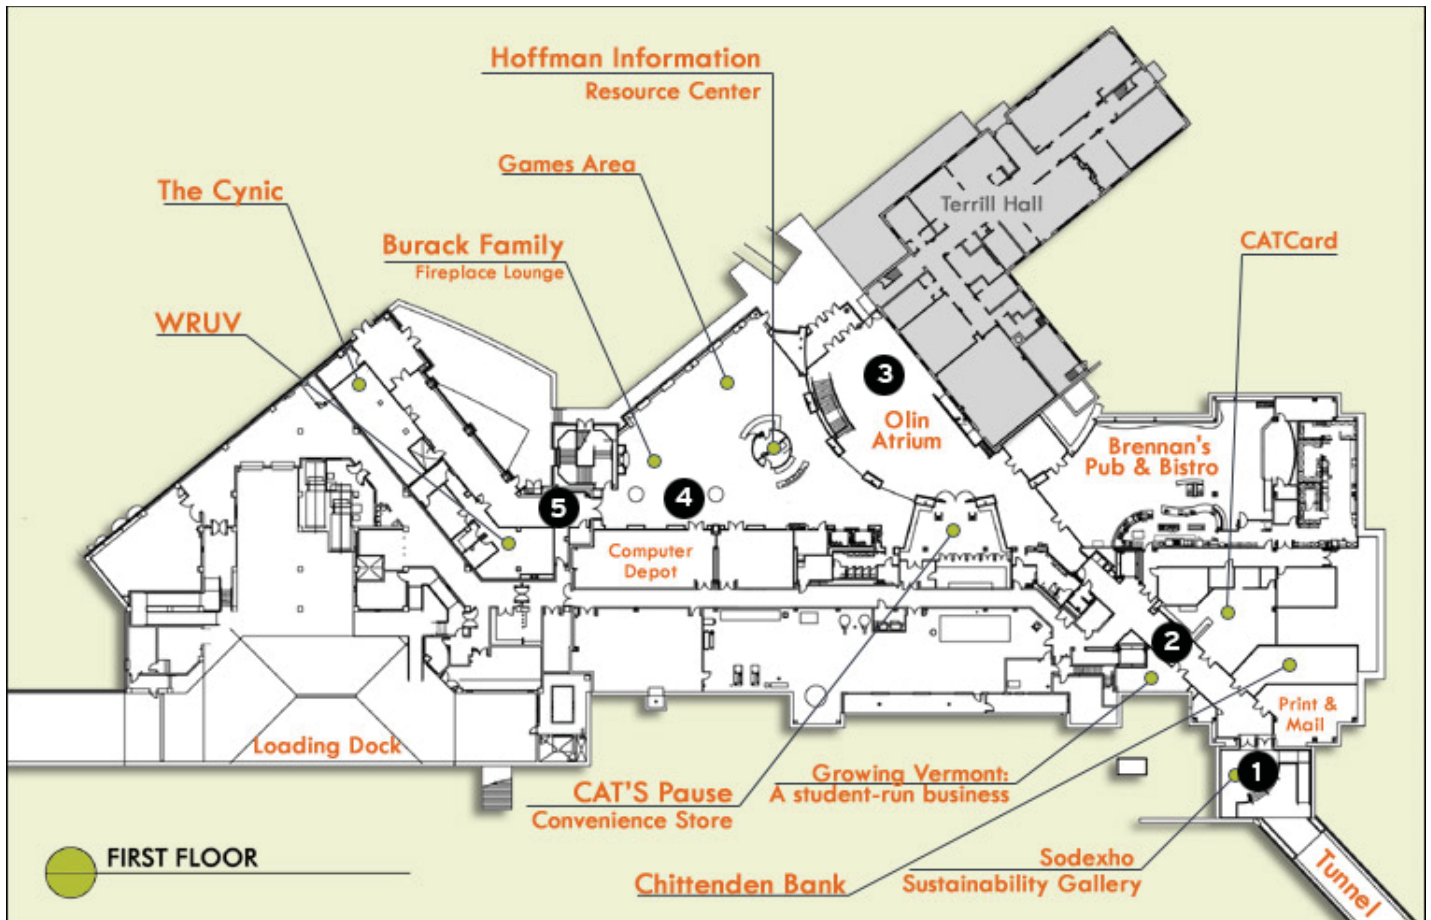 Hoffman Information
Resource Center
Games Area
The Cynic
Terrill Hall
Burack Family
Fireplace Lounge
CATCard
WRUV
3
Olin
Atrium
Brennan's
Pub & Bistro
4
5
Computer
Depot
2
Print &
Mail
Loading Dock
1
Growing Vermont:
A student-run business
CAT'S Pause
Convenience Store
FIRST FLOOR
Sodexho
Sustainability Gallery
Chittenden Bank
Tunnel